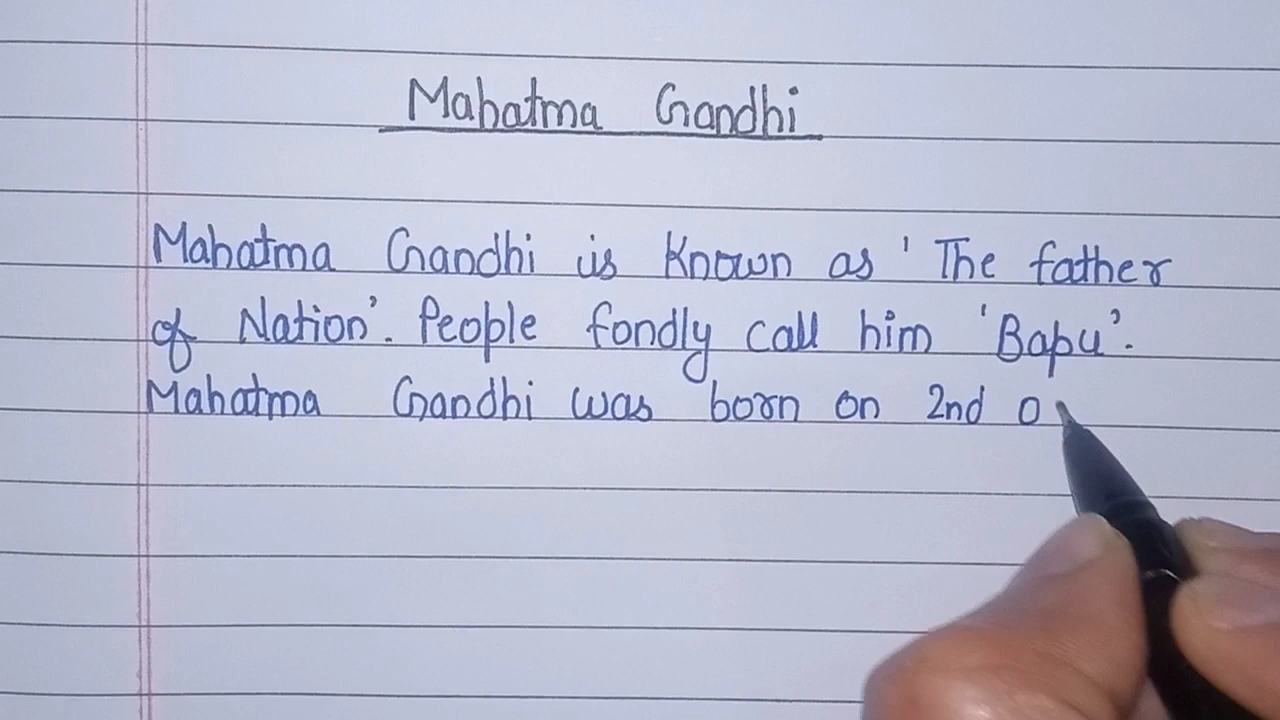 Mahatma Gandhi
Mahatma Gandhi is Known as 'The father
of Nation'. People fondly call him 'Bapu'.
Mahatma Gandhi was born on 2nd O